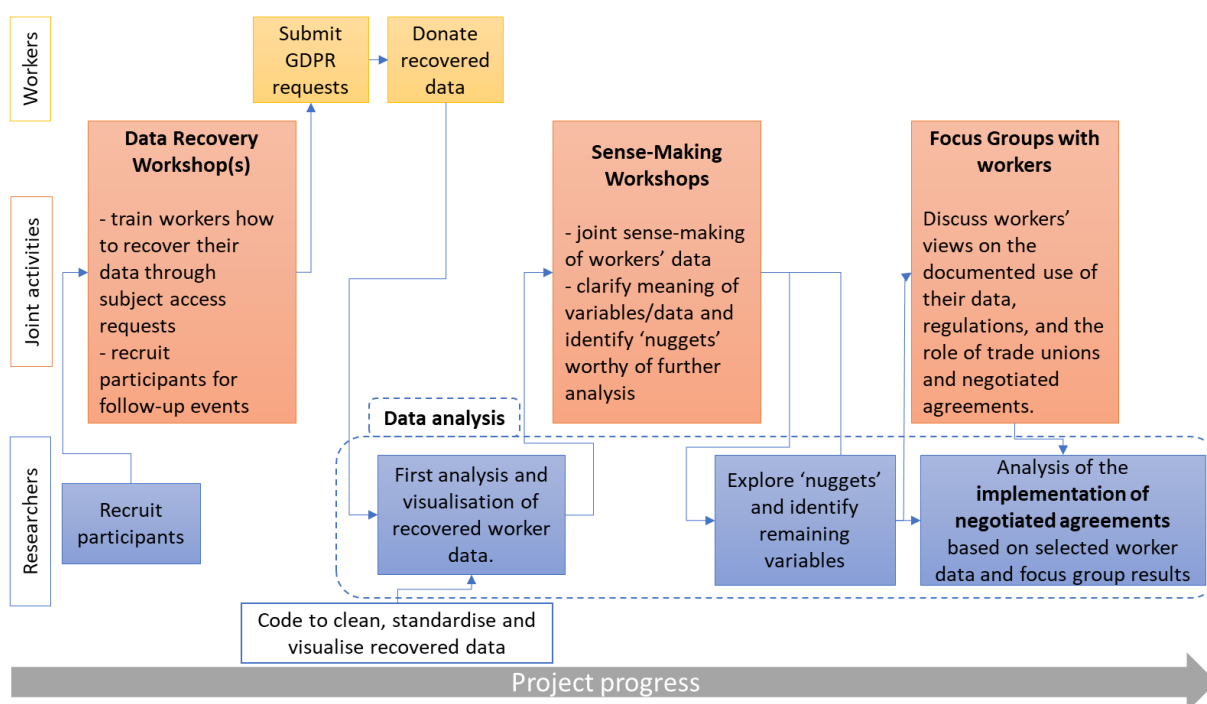 Workers
Submit
GDPR
requests
Donate
recovered
data
Joint activities
Data Recovery
Workshop(s)
- train workers how
to recover their
data through
subject access
requests
- recruit
participants for
follow-up events
Sense-Making
Workshops
- joint sense-making
of workers’ data
- clarify meaning of
variables/data and
identify ‘nuggets’
worthy of further
analysis
Focus Groups with
workers
Discuss workers’
views on the
documented use of
their data,
regulations, and the
role of trade unions
and negotiated
agreements.
Researchers
Recruit
participants
Data analysis
First analysis and
visualisation of
recovered worker
data.
Explore ‘nuggets’
and identify
remaining
variables
Analysis of the
implementation of
negotiated agreements
based on selected worker
data and focus group results
Code to clean, standardise and
visualise recovered data
Project progress